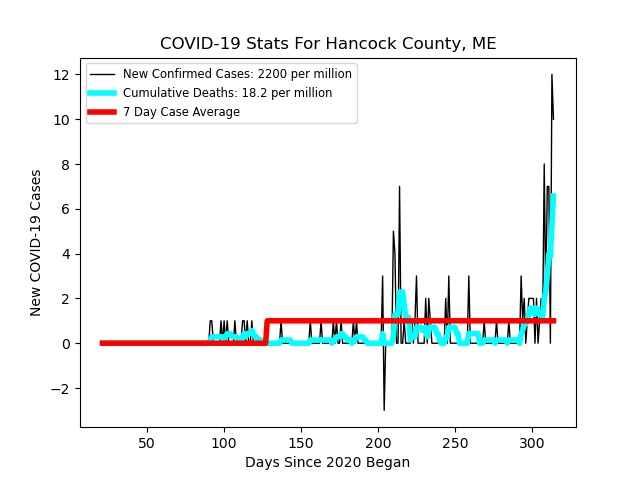 COVID-19 Stats For Hancock County, ME
New Confirmed Cases: 2200 per million
Cumulative Deaths: 18.2 per million
7 Day Case Average
New COVID-19 Cases
12
10
8
6
4
2
0
−2
50 100 150 200 250 300
Days Since 2020 Began